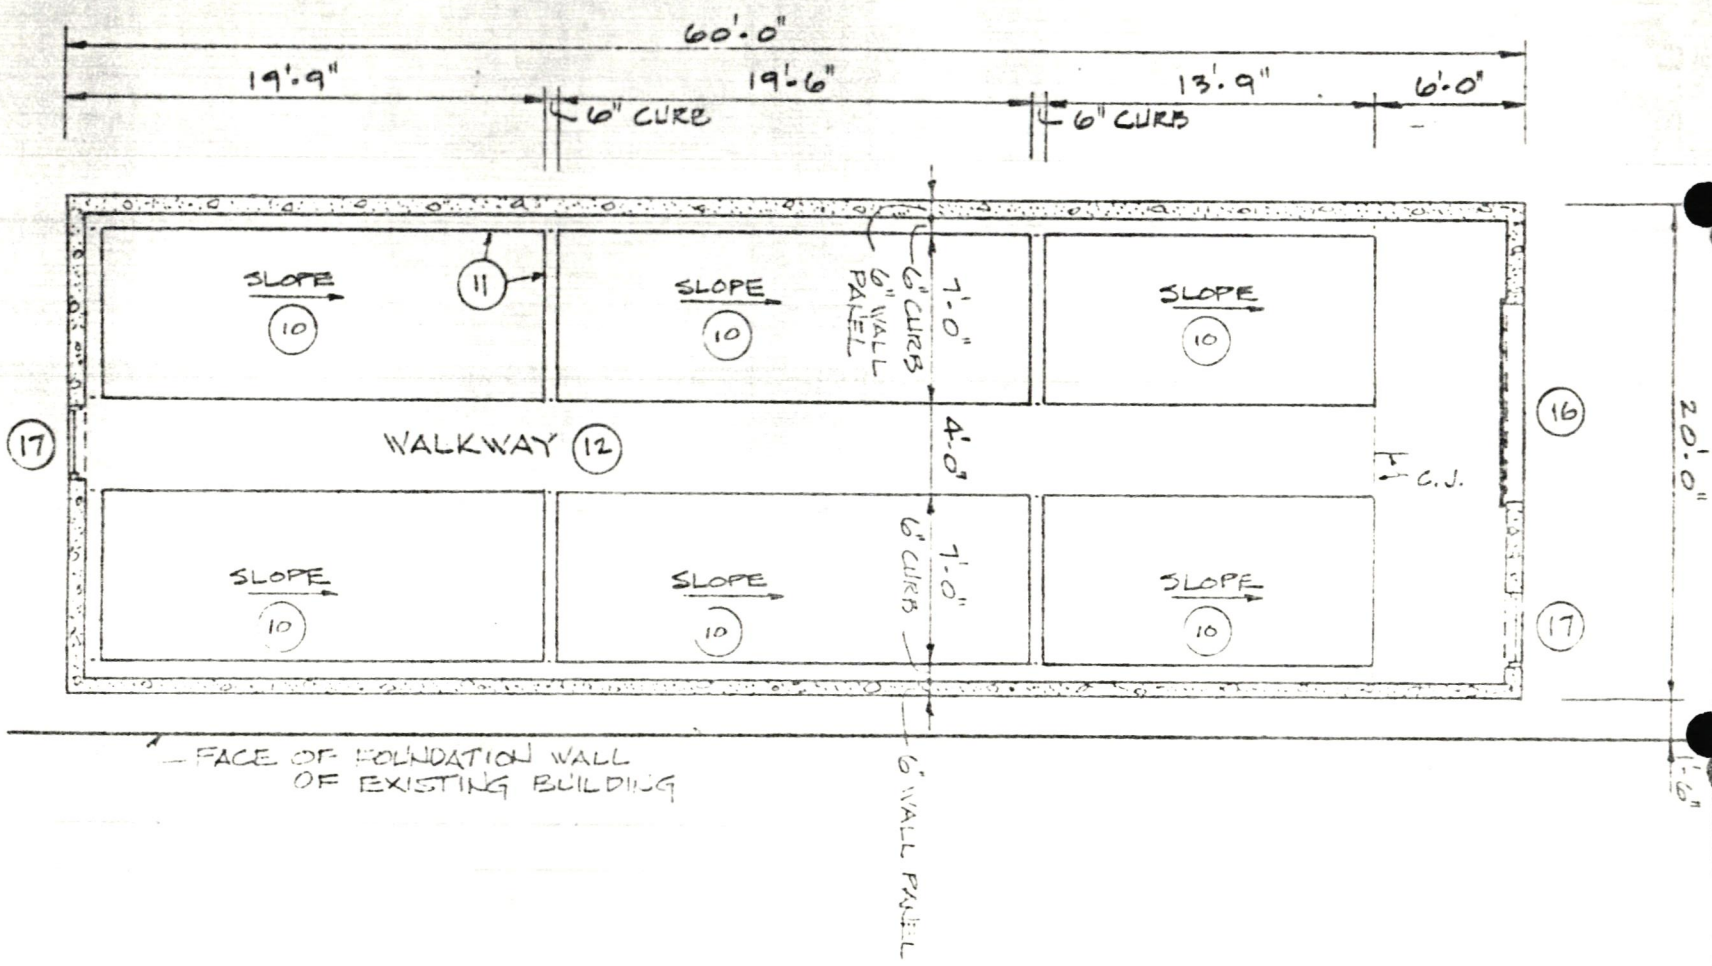 60'-0"
19'-9"
19'-6"
13'-9"
6'-0"
6" CURB
6" CURB
SLOPE
10
11
SLOPE
10
6" WALL
PANEL
6" CURB
7'-0"
SLOPE
10
17
WALKWAY 12
4'-0"
C.J.
16
20'-0"
SLOPE
10
SLOPE
10
6" CURB
7'-0"
SLOPE
10
17
FACE OF FOUNDATION WALL
OF EXISTING BUILDING
6" WALL PANEL
1'-6"